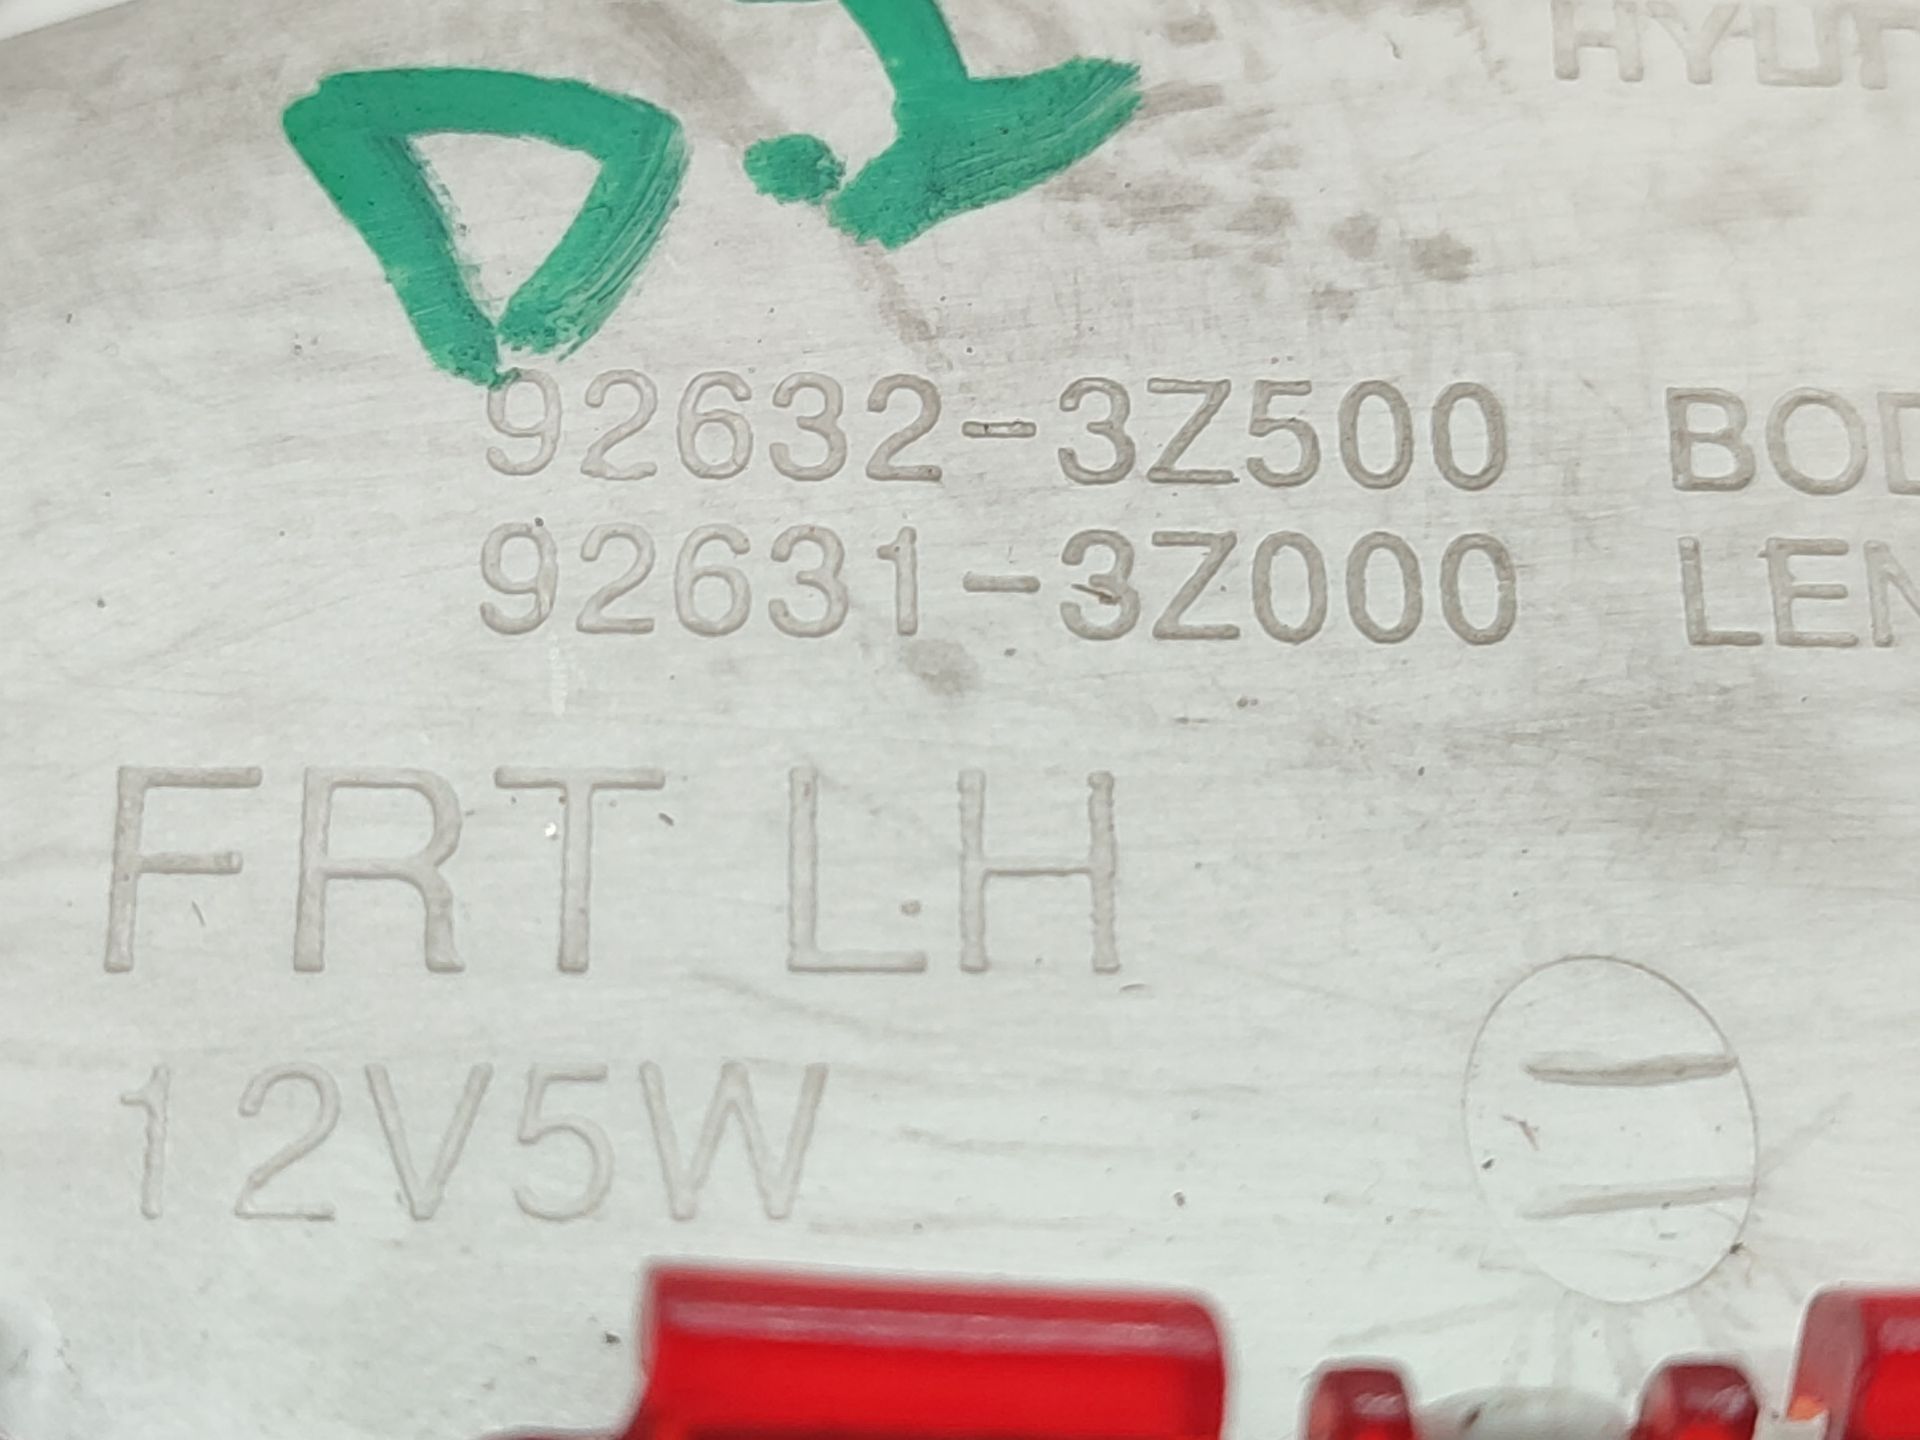 D.I
92632-3Z500 BOD
92631-3Z000 LEN
FRT LH
12V5W